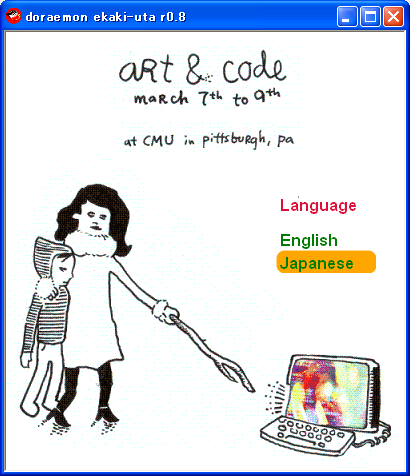 doraemon ekaki-uta r0.8
art & code
march 7th to 9th
at CMU in pittsburgh, pa
Language
English
Japanese